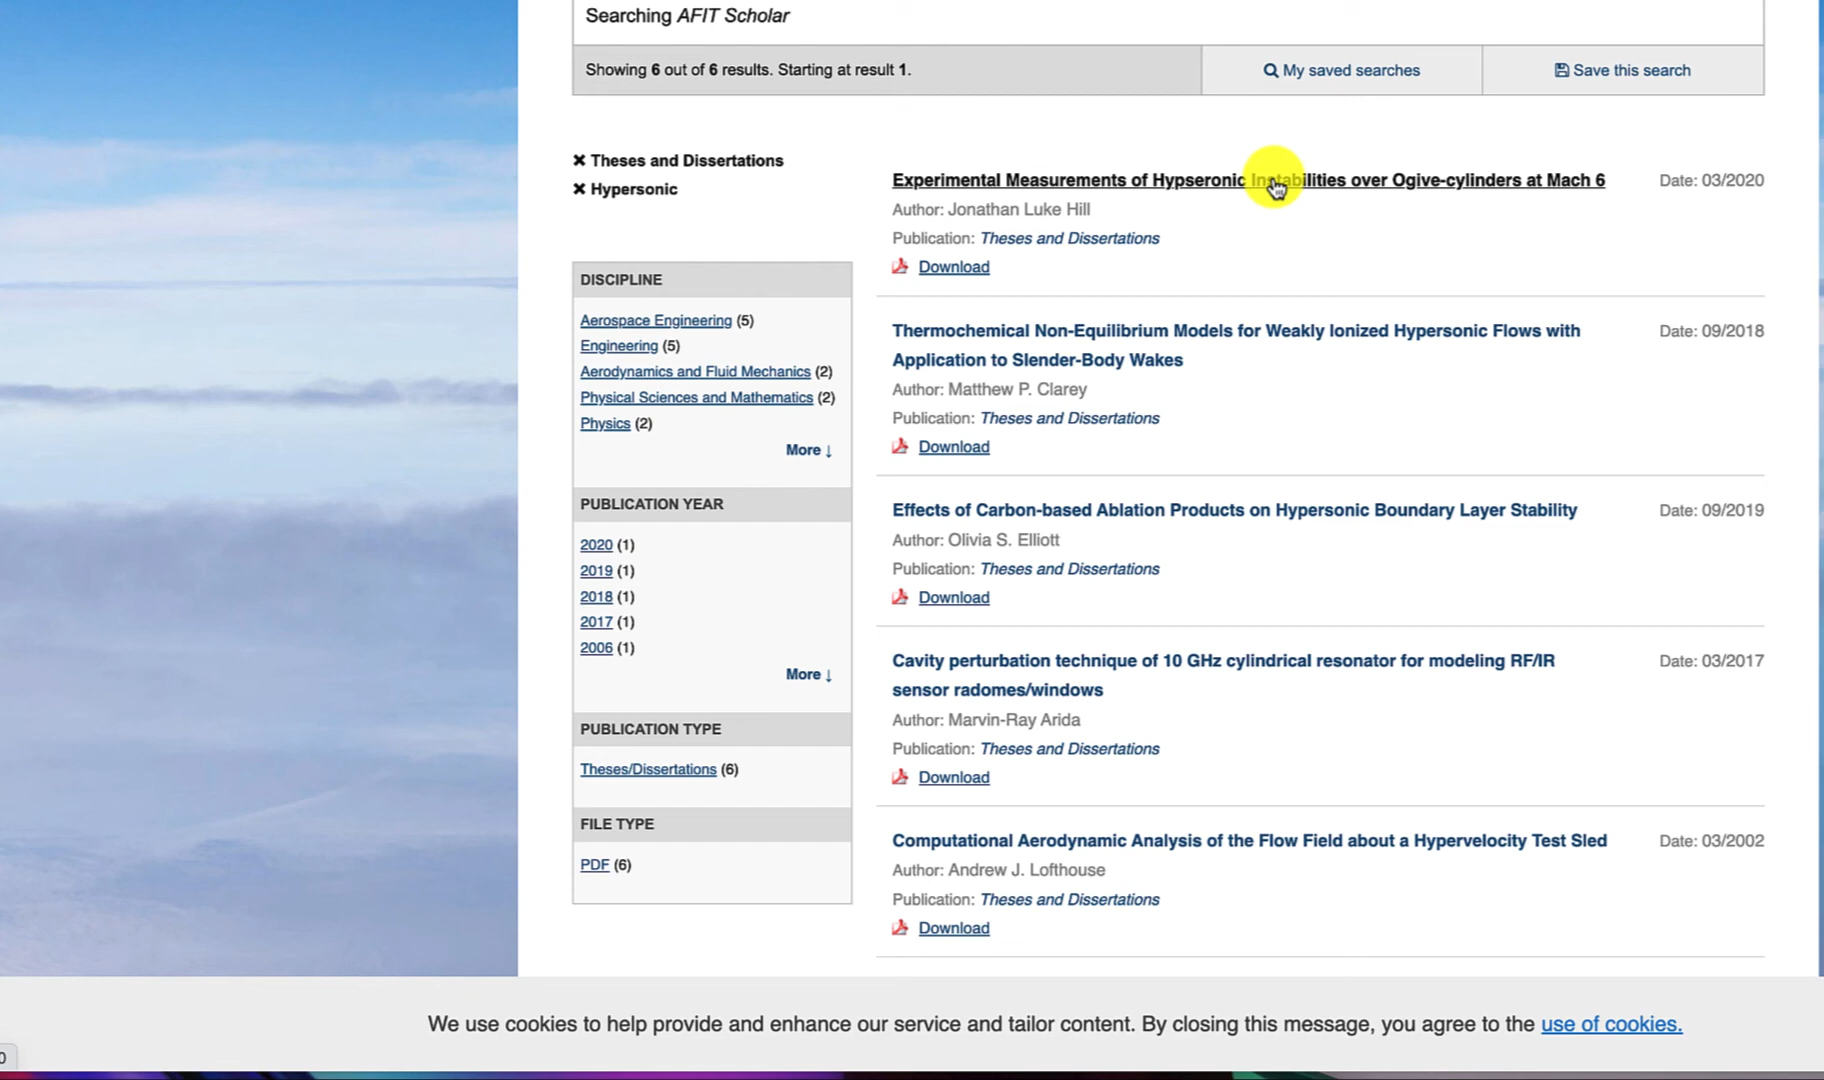 Searching AFIT Scholar
Showing 6 out of 6 results. Starting at result 1.
My saved searches
Save this search
Theses and Dissertations
Hypersonic
DISCIPLINE
Aerospace Engineering (5)
Engineering (5)
Aerodynamics and Fluid Mechanics (2)
Physical Sciences and Mathematics (2)
Physics (2)
More ↓
PUBLICATION YEAR
2020 (1)
2019 (1)
2018 (1)
2017 (1)
2006 (1)
More ↓
PUBLICATION TYPE
Theses/Dissertations (6)
FILE TYPE
PDF (6)
Experimental Measurements of Hypseronic Instabilities over Ogive-cylinders at Mach 6
Date: 03/2020
Author: Jonathan Luke Hill
Publication: Theses and Dissertations
Download
Thermochemical Non-Equilibrium Models for Weakly Ionized Hypersonic Flows with
Application to Slender-Body Wakes
Date: 09/2018
Author: Matthew P. Clarey
Publication: Theses and Dissertations
Download
Effects of Carbon-based Ablation Products on Hypersonic Boundary Layer Stability
Date: 09/2019
Author: Olivia S. Elliott
Publication: Theses and Dissertations
Download
Cavity perturbation technique of 10 GHz cylindrical resonator for modeling RF/IR
sensor radomes/windows
Date: 03/2017
Author: Marvin-Ray Arida
Publication: Theses and Dissertations
Download
Computational Aerodynamic Analysis of the Flow Field about a Hypervelocity Test Sled
Date: 03/2002
Author: Andrew J. Lofthouse
Publication: Theses and Dissertations
Download
We use cookies to help provide and enhance our service and tailor content. By closing this message, you agree to the use of cookies.